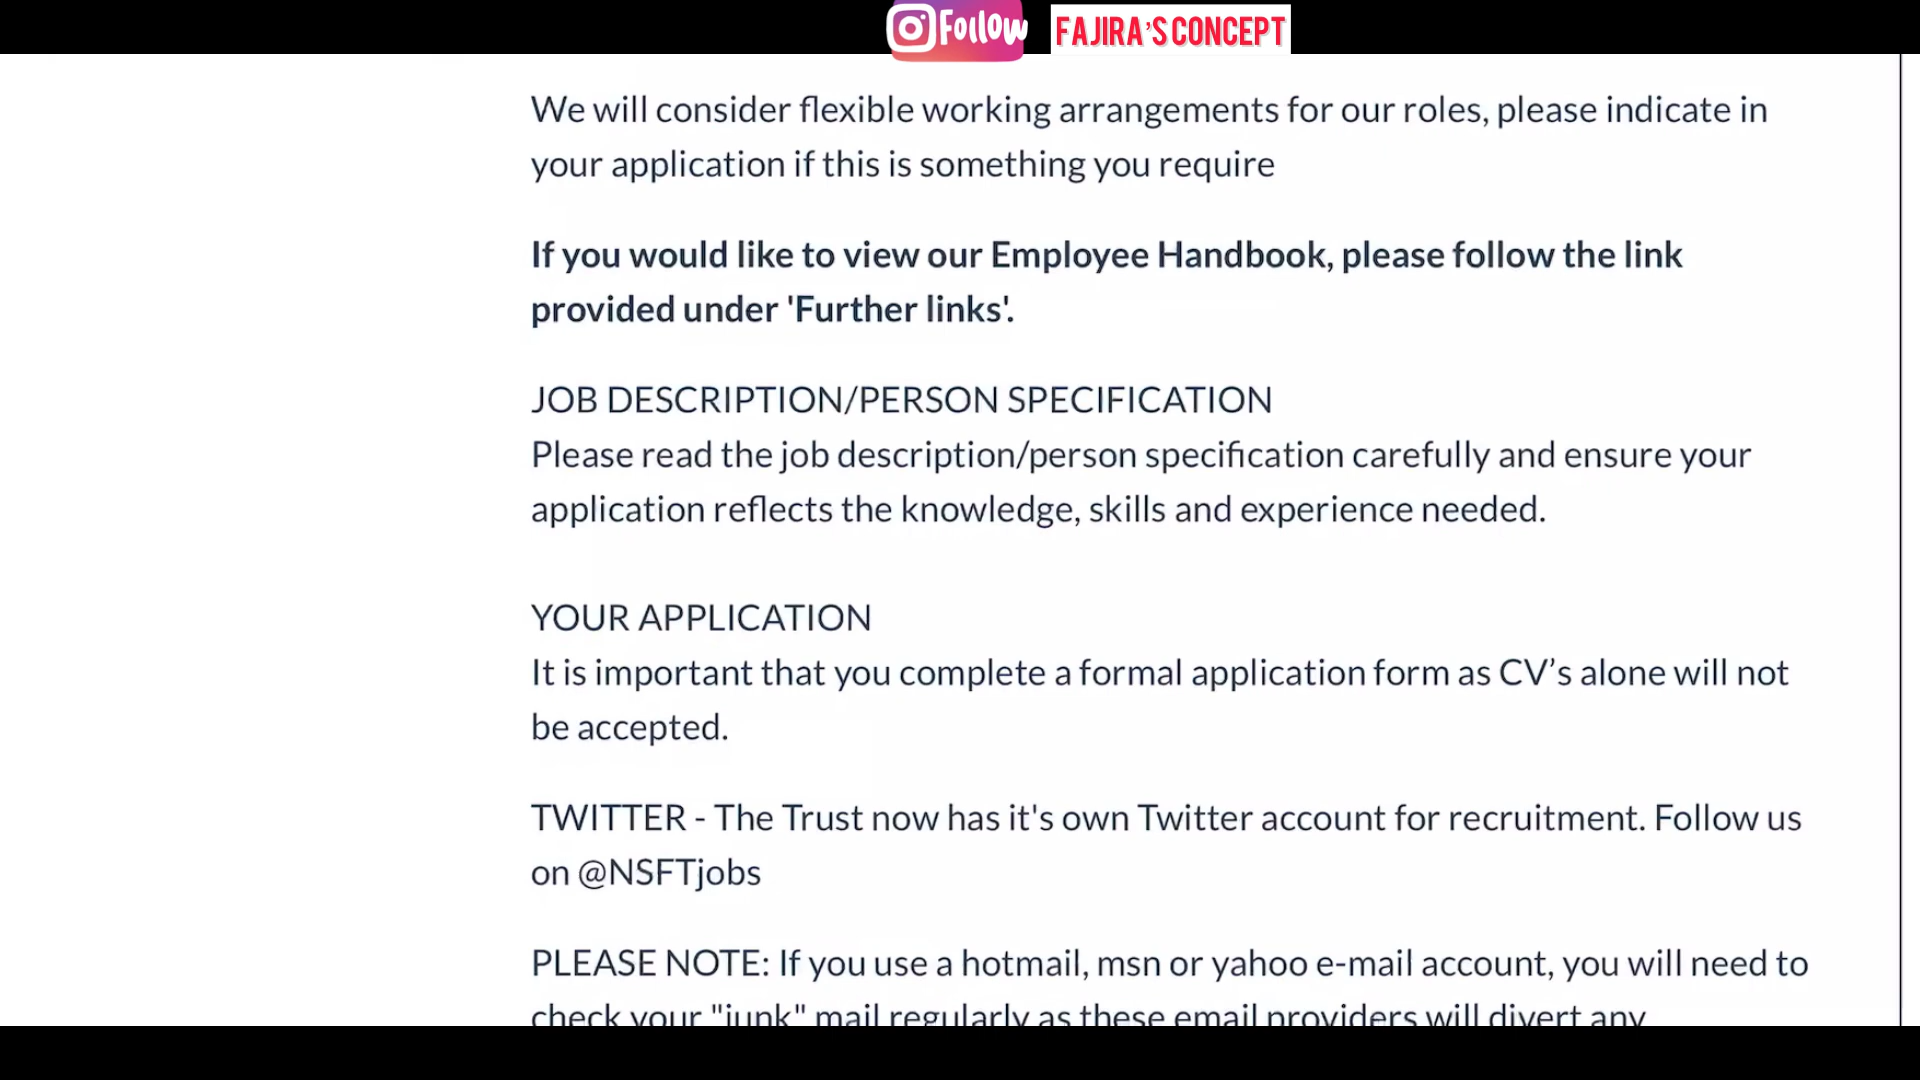 Follow
FAJIRA'S CONCEPT
We will consider flexible working arrangements for our roles, please indicate in
your application if this is something you require
If you would like to view our Employee Handbook, please follow the link
provided under 'Further links'.
JOB DESCRIPTION/PERSON SPECIFICATION
Please read the job description/person specification carefully and ensure your
application reflects the knowledge, skills and experience needed.
YOUR APPLICATION
It is important that you complete a formal application form as CV’s alone will not
be accepted.
TWITTER - The Trust now has it's own Twitter account for recruitment. Follow us
on @NSFTjobs
PLEASE NOTE: If you use a hotmail, msn or yahoo e-mail account, you will need to
check your "junk" mail regularly as these email providers will divert any